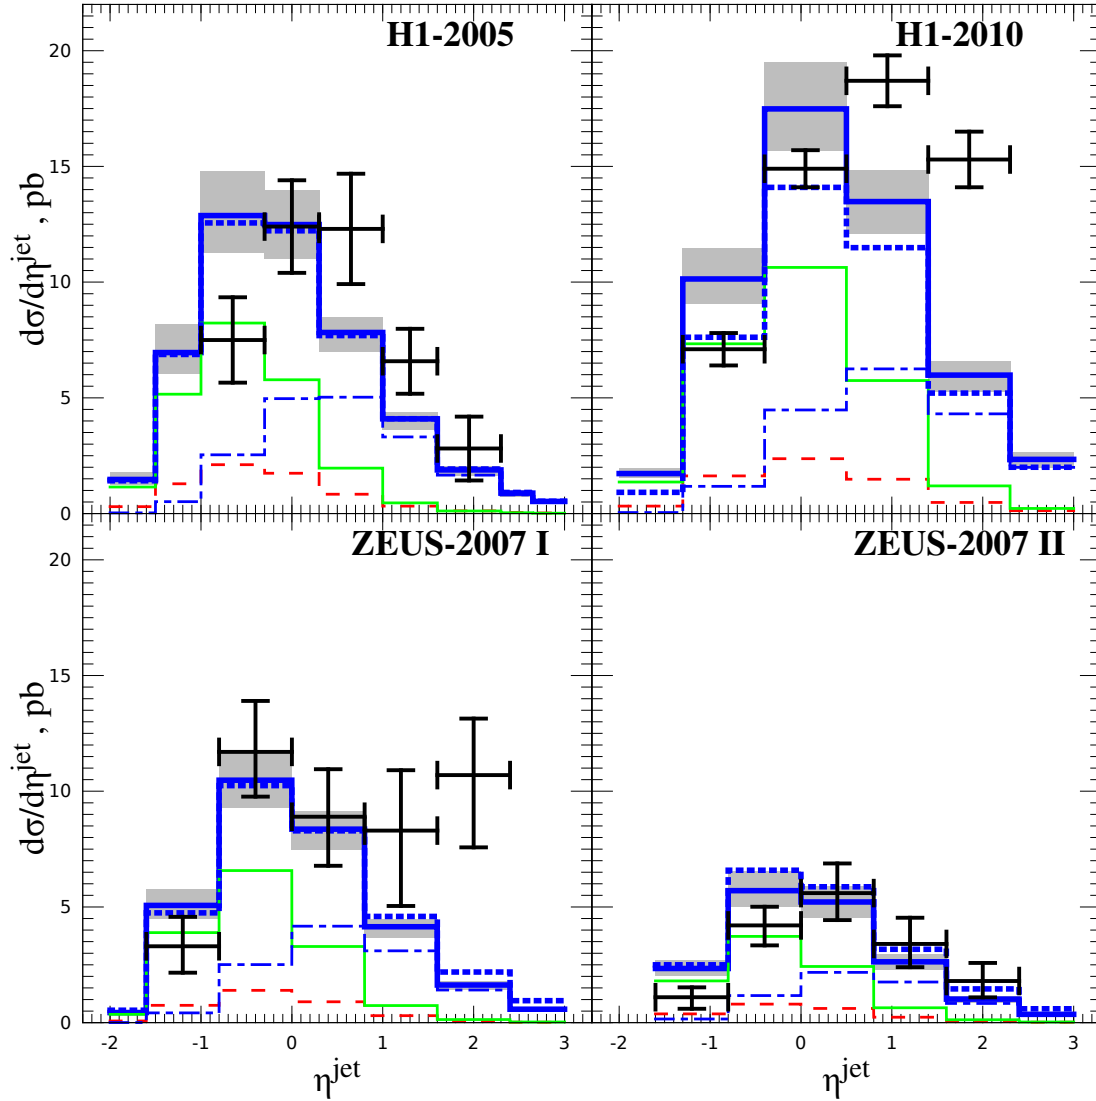 H1-2005 H1-2010
20
15
10
5
0
dσ/dη^jet , pb
ZEUS-2007 I ZEUS-2007 II
20
15
10
5
0
dσ/dη^jet , pb
-2 -1 0 1 2 3 -2 -1 0 1 2 3
η^jet η^jet